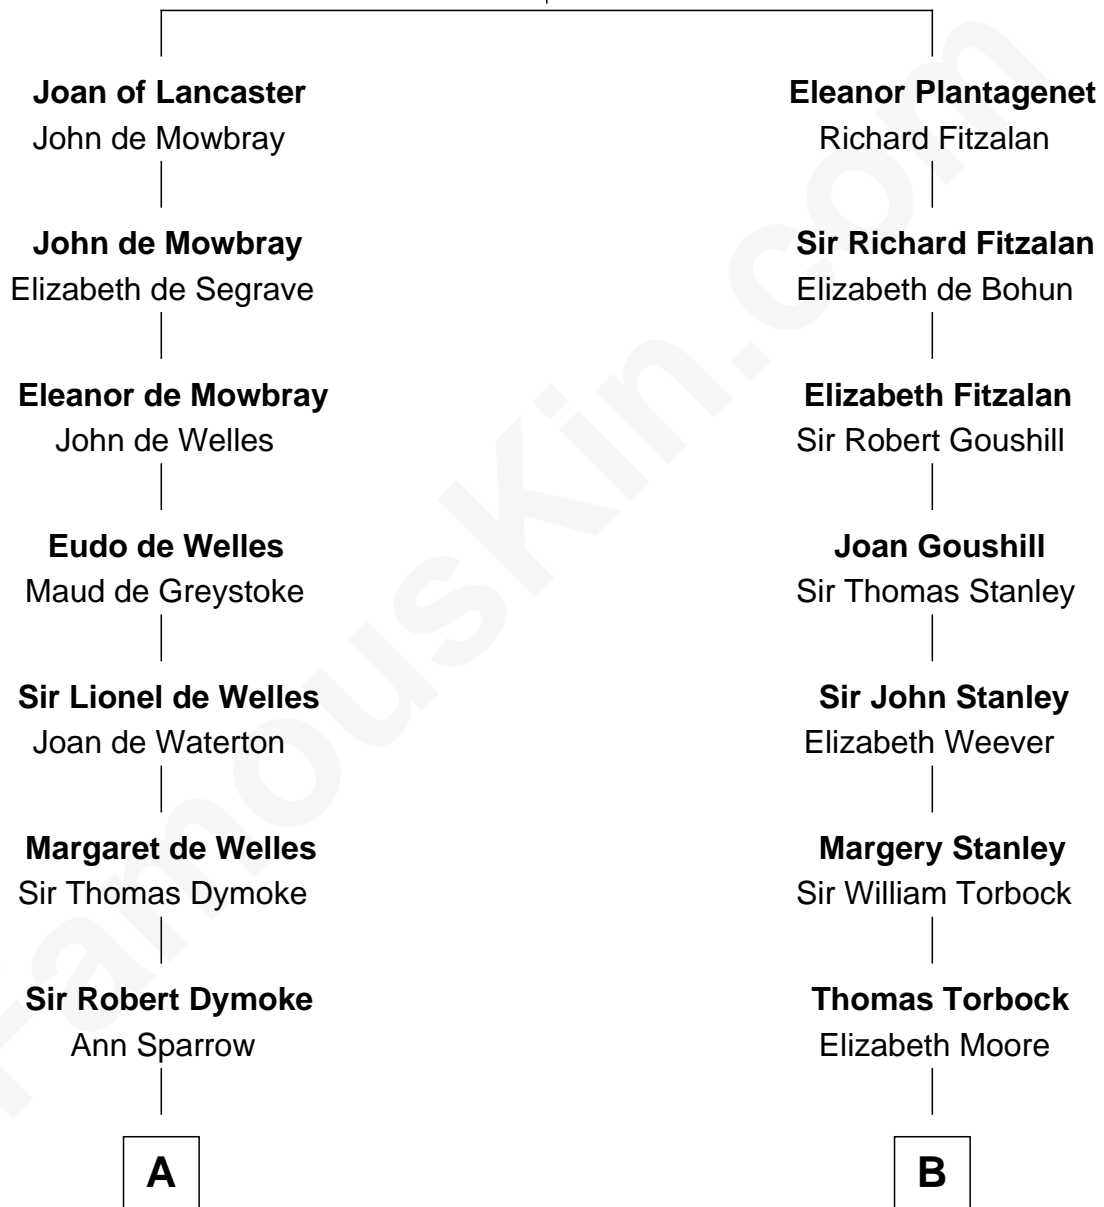 Joan of Lancaster
John de Mowbray
John de Mowbray
Elizabeth de Segrave
Eleanor de Mowbray
John de Welles
Eudo de Welles
Maud de Greystoke
Sir Lionel de Welles
Joan de Waterton
Margaret de Welles
Sir Thomas Dymoke
Sir Robert Dymoke
Ann Sparrow
A
Eleanor Plantagenet
Richard Fitzalan
Sir Richard Fitzalan
Elizabeth de Bohun
Elizabeth Fitzalan
Sir Robert Goushill
Joan Goushill
Sir Thomas Stanley
Sir John Stanley
Elizabeth Weever
Margery Stanley
Sir William Torbock
Thomas Torbock
Elizabeth Moore
B
FamousKin.com